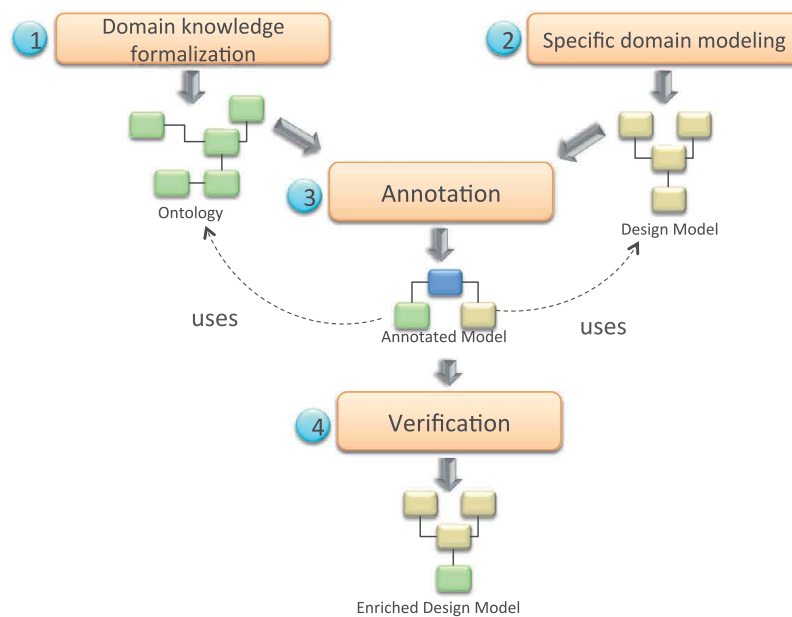 1
Domain knowledge
formalization
2
Specific domain modeling
Ontology
3
Annotation
Design Model
uses
Annotated Model
uses
4
Verification
Enriched Design Model